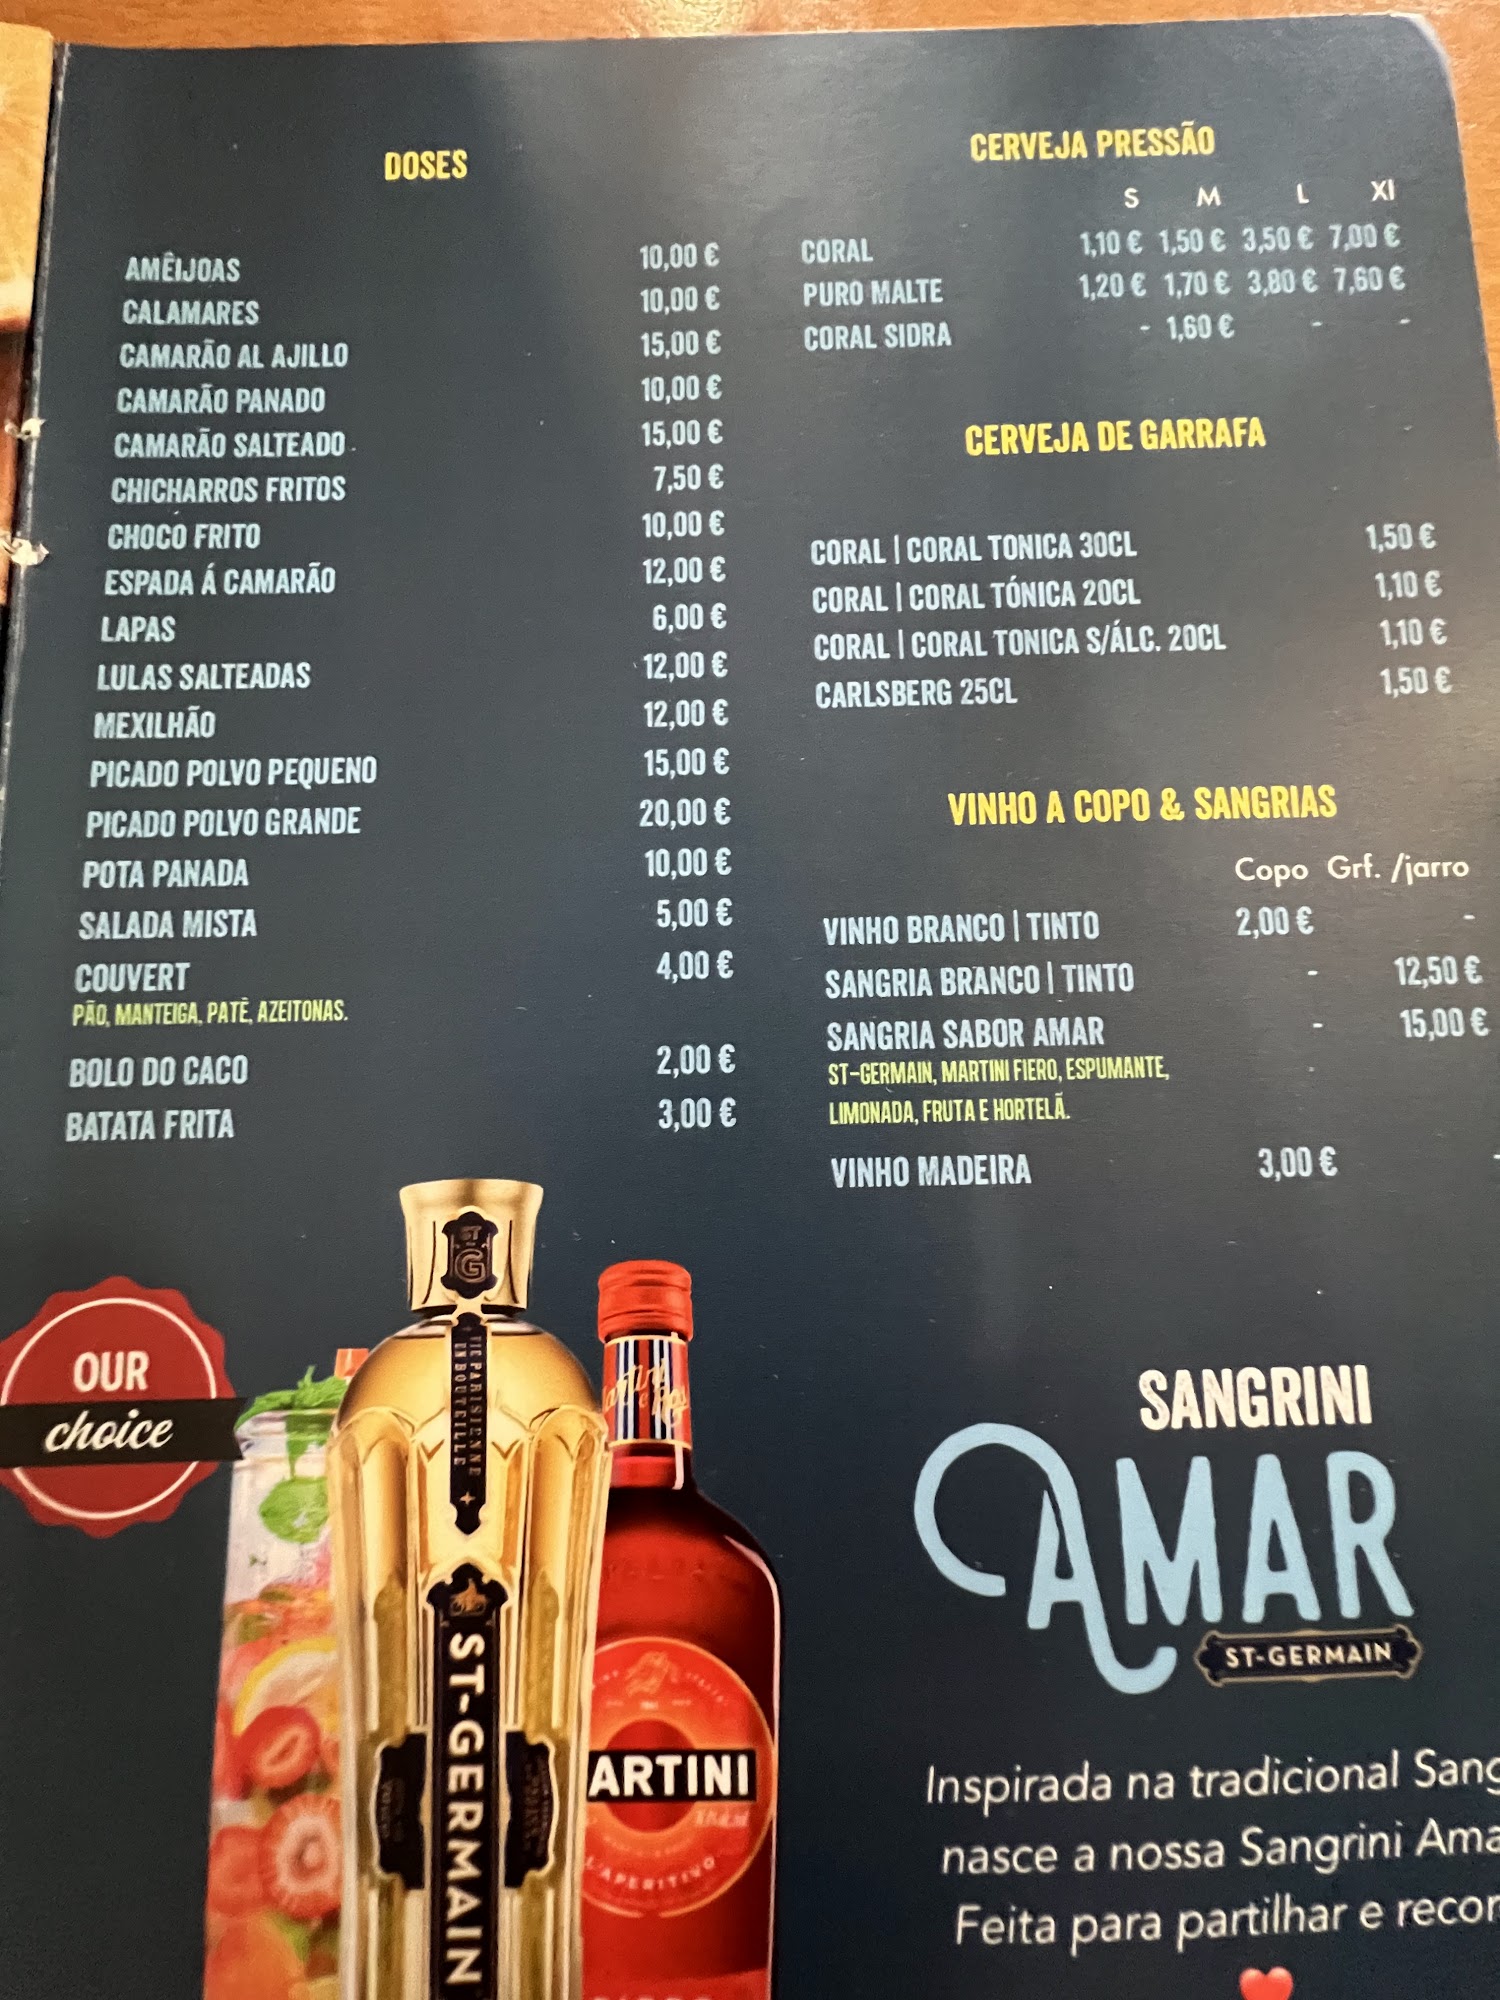 DOSES
AMÊIJOAS 10,00 €
CALAMARES 10,00 €
CAMARÃO AL AJILLO 15,00 €
CAMARÃO PANADO 10,00 €
CAMARÃO SALTEADO 15,00 €
CHICHARROS FRITOS 7,50 €
CHOCO FRITO 10,00 €
ESPADA Á CAMARÃO 12,00 €
LAPAS 6,00 €
LULAS SALTEADAS 12,00 €
MEXILHÃO 12,00 €
PICADO POLVO PEQUENO 15,00 €
PICADO POLVO GRANDE 20,00 €
POTA PANADA 10,00 €
SALADA MISTA 5,00 €
COUVERT 4,00 €
PÃO, MANTEIGA, PATÊ, AZEITONAS.
BOLO DO CACO 2,00 €
BATATA FRITA 3,00 €
CERVEJA PRESSÃO
S M L Xl
CORAL 1,10 € 1,50 € 3,50 € 7,00 €
PURO MALTE 1,20 € 1,70 € 3,80 € 7,60 €
CORAL SIDRA - 1,60 € - -
CERVEJA DE GARRAFA
CORAL | CORAL TONICA 30CL 1,50 €
CORAL | CORAL TÓNICA 20CL 1,10 €
CORAL | CORAL TONICA S/ÁLC. 20CL 1,10 €
CARLSBERG 25CL 1,50 €
VINHO A COPO & SANGRIAS
Copo Grf. /jarro
VINHO BRANCO | TINTO 2,00 € -
SANGRIA BRANCO | TINTO - 12,50 €
SANGRIA SABOR AMAR - 15,00 €
ST-GERMAIN, MARTINI FIERO, ESPUMANTE,
LIMONADA, FRUTA E HORTELÃ.
VINHO MADEIRA 3,00 € -
OUR
choice
ST
G
VIE PARISIENNE
EN BOUTEILLE
ST-GERMAIN
ARTINI
L'APERITIVO
SANGRINI
AMAR
ST-GERMAIN
Inspirada na tradicional Sang
nasce a nossa Sangrini Ama
Feita para partilhar e recor